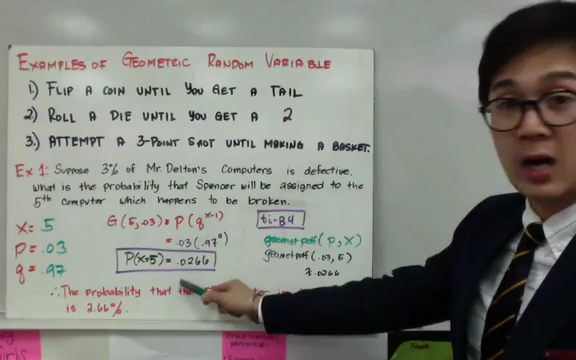 EXAMPLES OF GEOMETRIC RANDOM VARIABLE
1.) FLIP A COIN UNTIL YOU GET A TAIL
2.) ROLL A DIE UNTIL YOU GET A 2
3.) ATTEMPT A 3-POINT SHOT UNTIL MAKING A BASKET.
Ex 1: Suppose 3% of Mr. Delton's Computers is defective.
What is the probability that Spencer will be assigned to the
5th computer which happens to be broken.
X = 5
P = .03
q = .97
G(5, .03) = P(q^x-1)
= .03(.97^4)
P(X=5) = .0266
ti-84
geometpdf(P, X)
geometpdf(.03, 5)
≈ .0266
∴ The probability that the
is 2.66%.